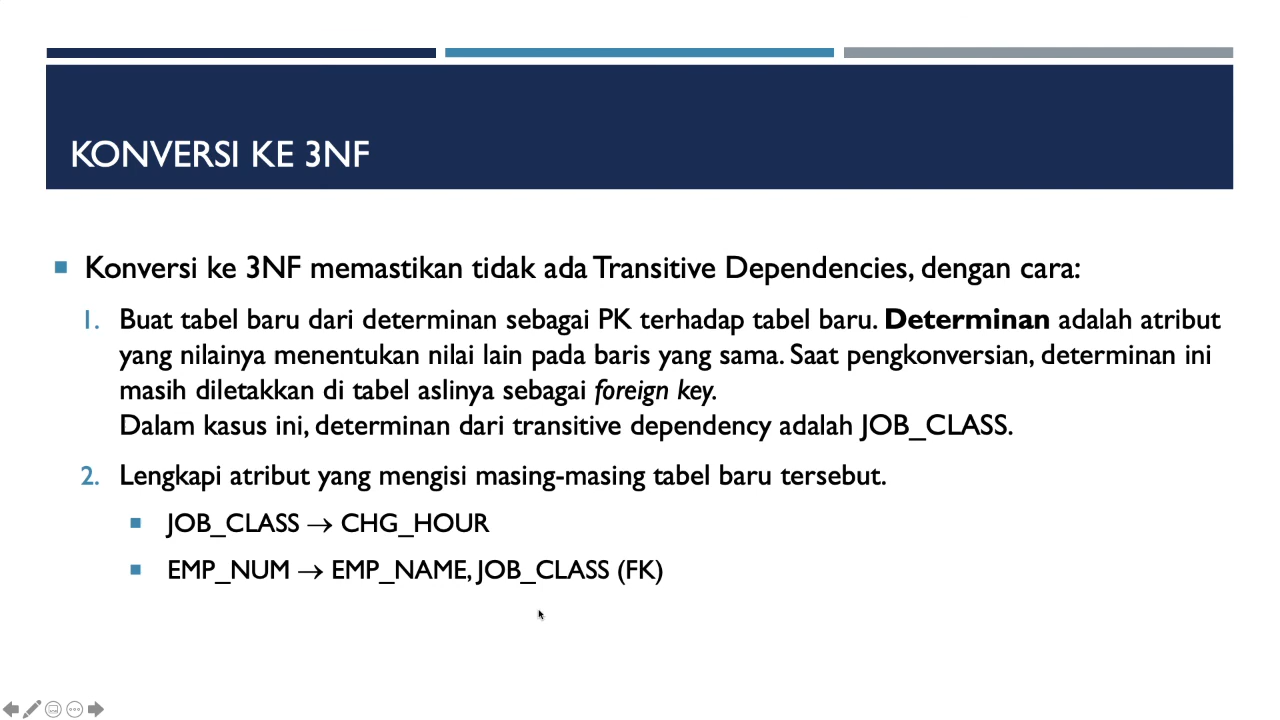 KONVERSI KE 3NF
Konversi ke 3NF memastikan tidak ada Transitive Dependencies, dengan cara:
1. Buat tabel baru dari determinan sebagai PK terhadap tabel baru. Determinan adalah atribut
yang nilainya menentukan nilai lain pada baris yang sama. Saat pengkonversian, determinan ini
masih diletakkan di tabel aslinya sebagai foreign key.
Dalam kasus ini, determinan dari transitive dependency adalah JOB_CLASS.
2. Lengkapi atribut yang mengisi masing-masing tabel baru tersebut.
JOB_CLASS → CHG_HOUR
EMP_NUM → EMP_NAME, JOB_CLASS (FK)